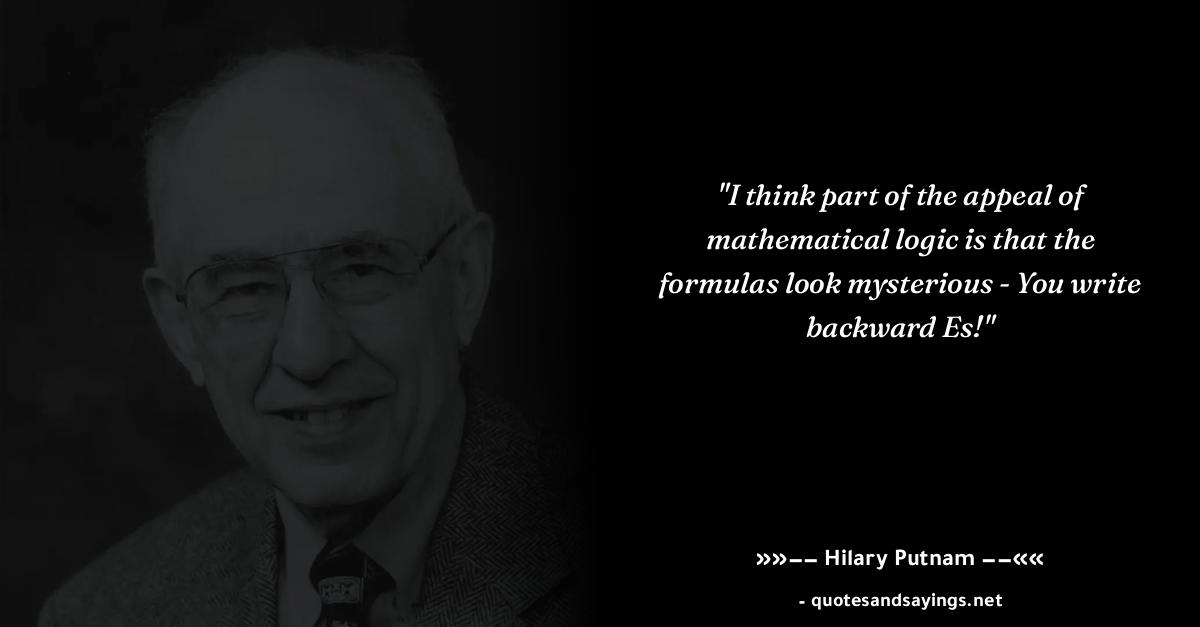 "I think part of the appeal of
mathematical logic is that the
formulas look mysterious - You write
backward Es!"
»»–– Hilary Putnam ––««
- quotesandsayings.net